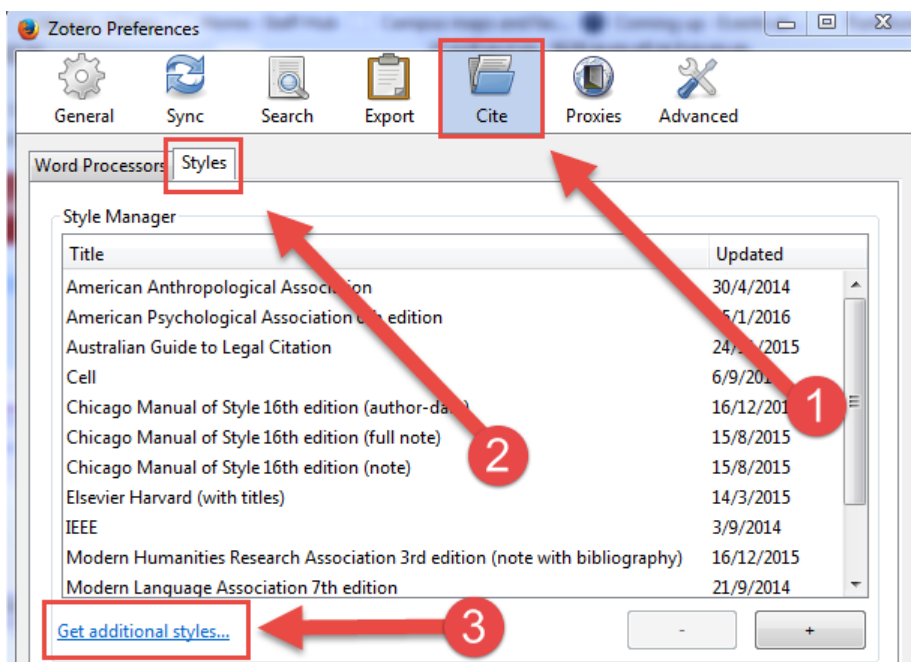 Zotero Preferences
General Sync Search Export Cite Proxies Advanced
Word Processors Styles
1
Style Manager
2
Title Updated
American Anthropological 30/4/2014
American Psychological Association edition /1/2016
Australian Guide to Legal Citation /2015
Cell 6/9/
Chicago Manual of Style 16th edition 16/12/
Chicago Manual of Style 16th edition (full note) 15/8/2015
Chicago Manual of Style 16th edition (note) 15/8/2015
Elsevier Harvard (with titles) 14/3/2015
IEEE 3/9/2014
Modern Humanities Research Association 3rd edition (note with bibliography) 16/12/2015
Modern Language Association 7th edition 21/9/2014
Get additional styles... 3 - +